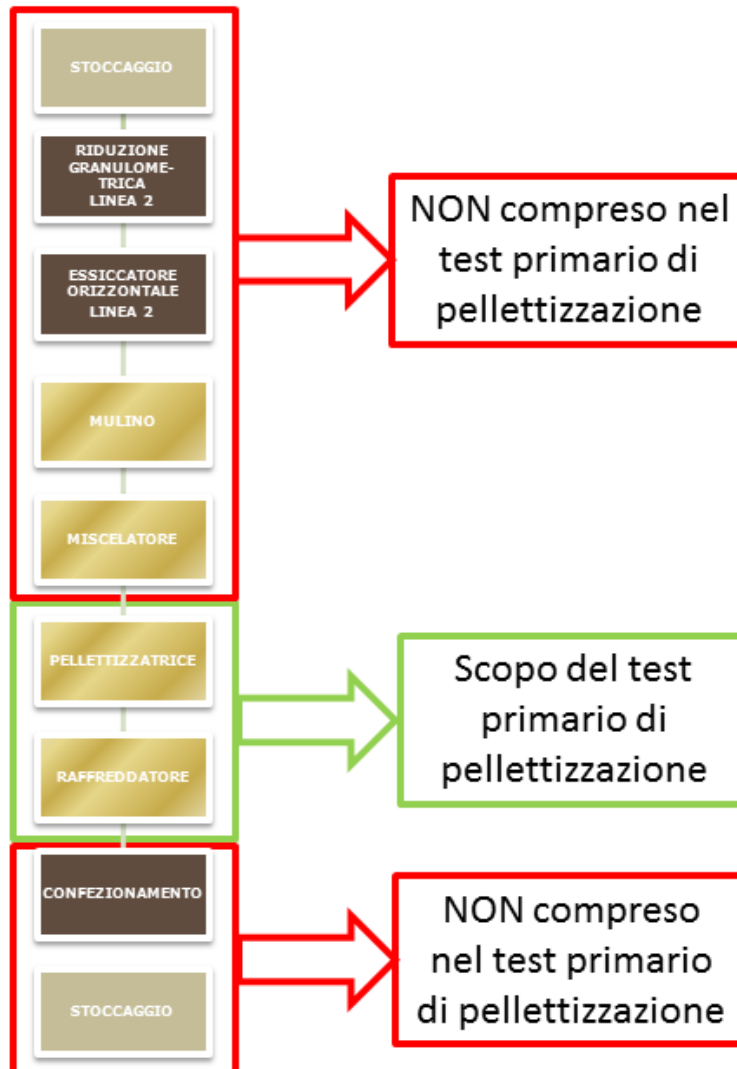 STOCCAGGIO
RIDUZIONE
GRANULOME-
TRICA
LINEA 2
ESSICCATORE
ORIZZONTALE
LINEA 2
MULINO
MISCELATORE
NON compreso nel
test primario di
pellettizzazione
PELLETTIZZATRICE
RAFFREDDATORE
Scopo del test
primario di
pellettizzazione
CONFEZIONAMENTO
STOCCAGGIO
NON compreso
nel test primario
di pellettizzazione